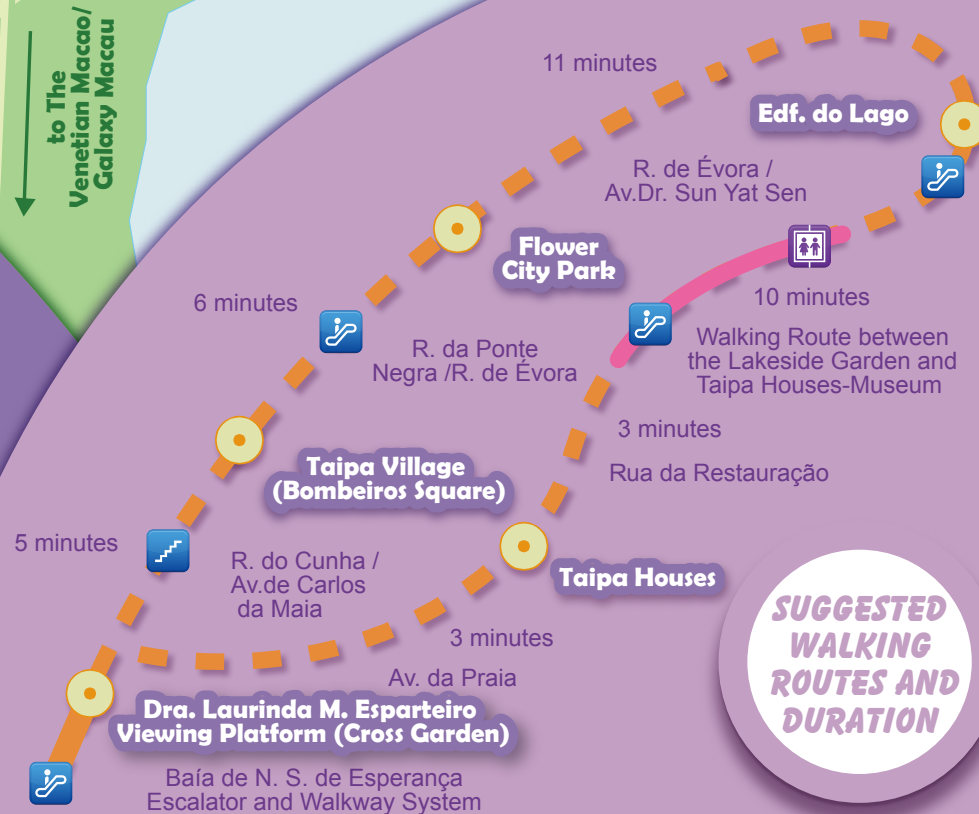 to The
Venetian Macao/
Galaxy Macau
11 minutes
Edf. do Lago
R. de Évora /
Av.Dr. Sun Yat Sen
Flower
City Park
6 minutes
10 minutes
R. da Ponte
Negra /R. de Évora
Walking Route between
the Lakeside Garden and
Taipa Houses-Museum
3 minutes
Taipa Village
(Bombeiros Square)
Rua da Restauração
5 minutes
R. do Cunha /
Av.de Carlos
da Maia
Taipa Houses
3 minutes
Av. da Praia
Dra. Laurinda M. Esparteiro
Viewing Platform (Cross Garden)
Baía de N. S. de Esperança
Escalator and Walkway System
SUGGESTED
WALKING
ROUTES AND
DURATION